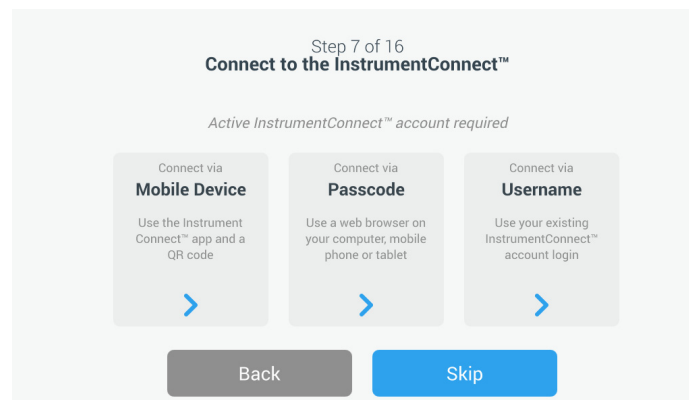 Step 7 of 16
Connect to the InstrumentConnect™
Active InstrumentConnect™ account required
Connect via
Mobile Device
Use the Instrument
Connect™ app and a
QR code
Connect via
Passcode
Use a web browser on
your computer, mobile
phone or tablet
Connect via
Username
Use your existing
InstrumentConnect™
account login
Back
Skip